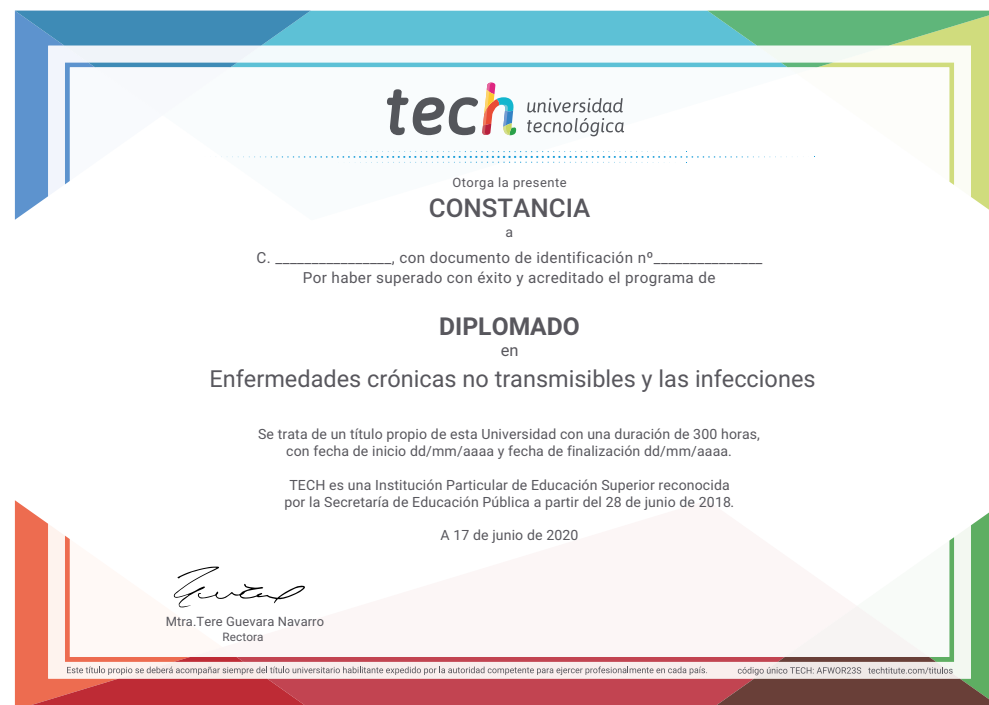 tech universidad
tecnológica
Otorga la presente
CONSTANCIA
a
C. ________________, con documento de identificación nº_______________
Por haber superado con éxito y acreditado el programa de
DIPLOMADO
en
Enfermedades crónicas no transmisibles y las infecciones
Se trata de un título propio de esta Universidad con una duración de 300 horas,
con fecha de inicio dd/mm/aaaa y fecha de finalización dd/mm/aaaa.
TECH es una Institución Particular de Educación Superior reconocida
por la Secretaría de Educación Pública a partir del 28 de junio de 2018.
A 17 de junio de 2020
Mtra.Tere Guevara Navarro
Rectora
Este título propio se deberá acompañar siempre del título universitario habilitante expedido por la autoridad competente para ejercer profesionalmente en cada país. código único TECH: AFWOR23S techtitute.com/titulos